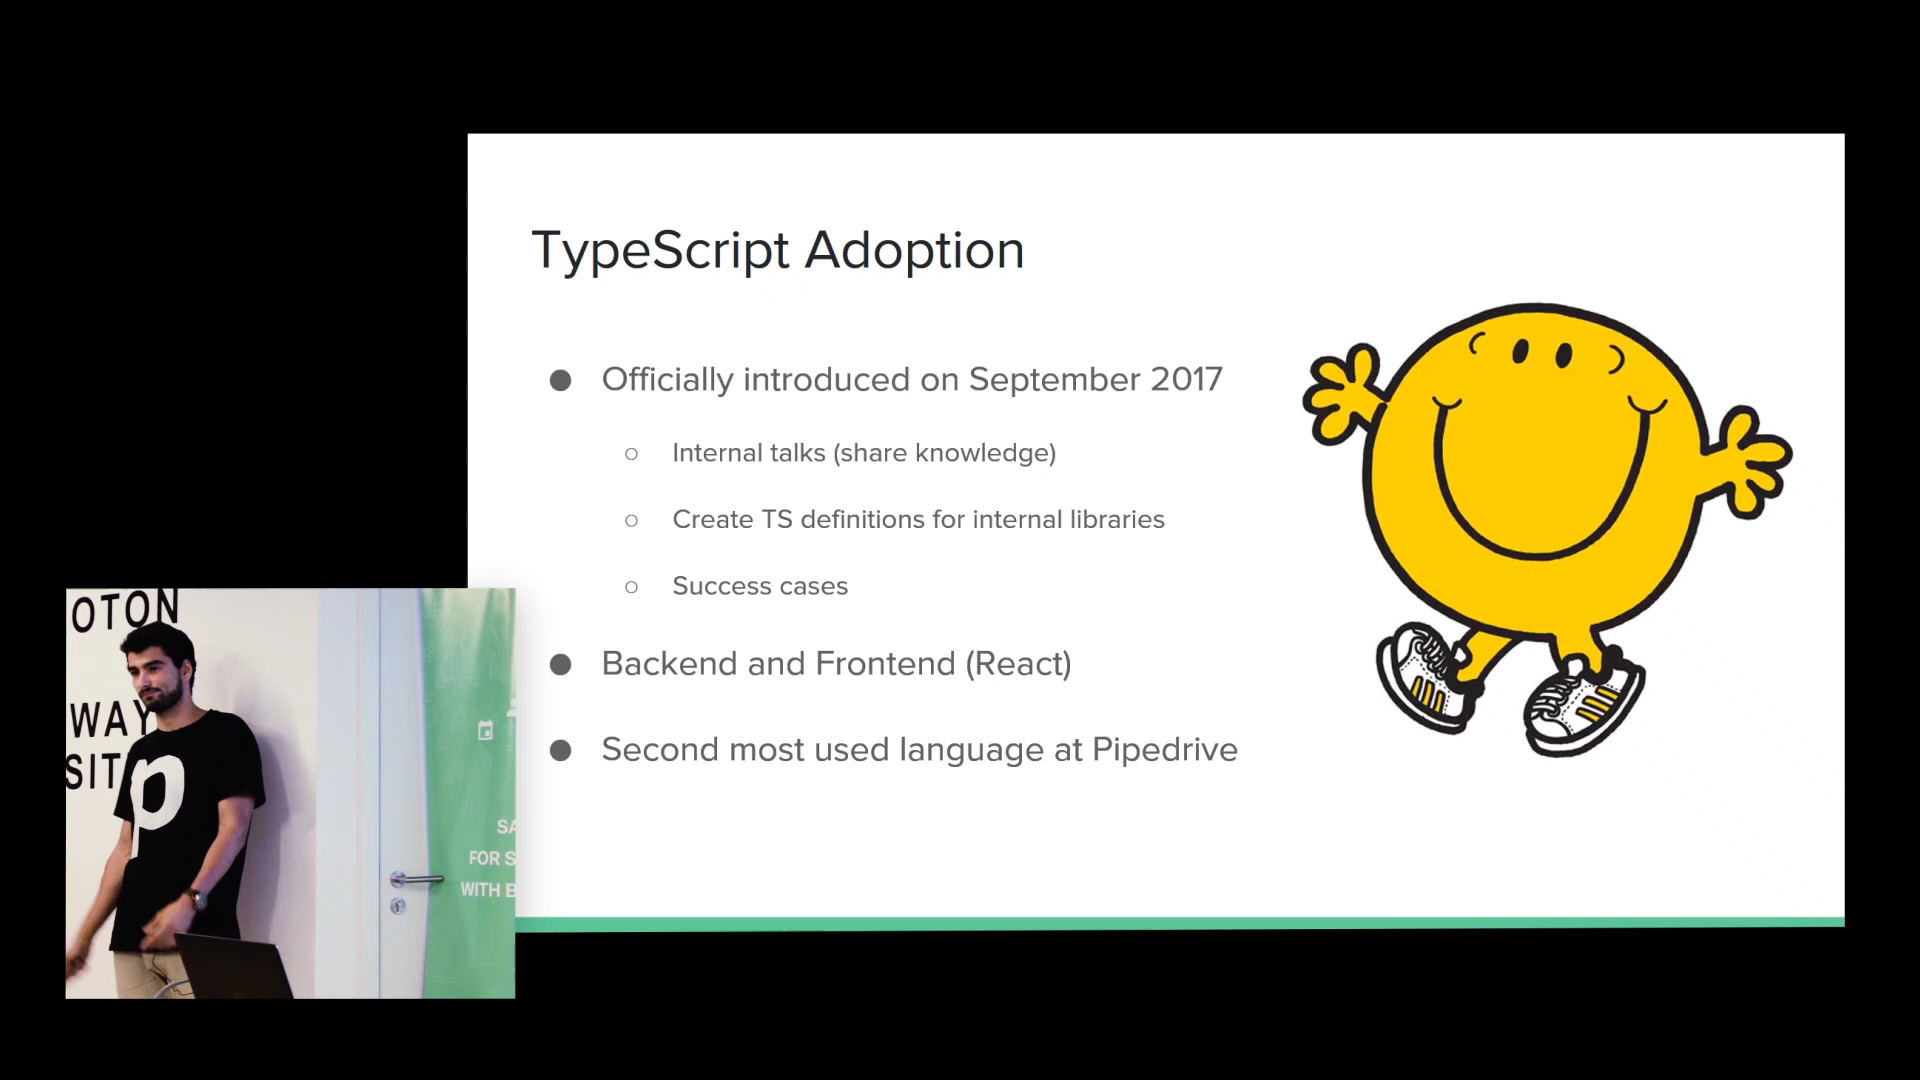 TypeScript Adoption
● Officially introduced on September 2017
○ Internal talks (share knowledge)
○ Create TS definitions for internal libraries
○ Success cases
● Backend and Frontend (React)
● Second most used language at Pipedrive
OTON
WAY
SIT
p
SA
FOR S
WITH B